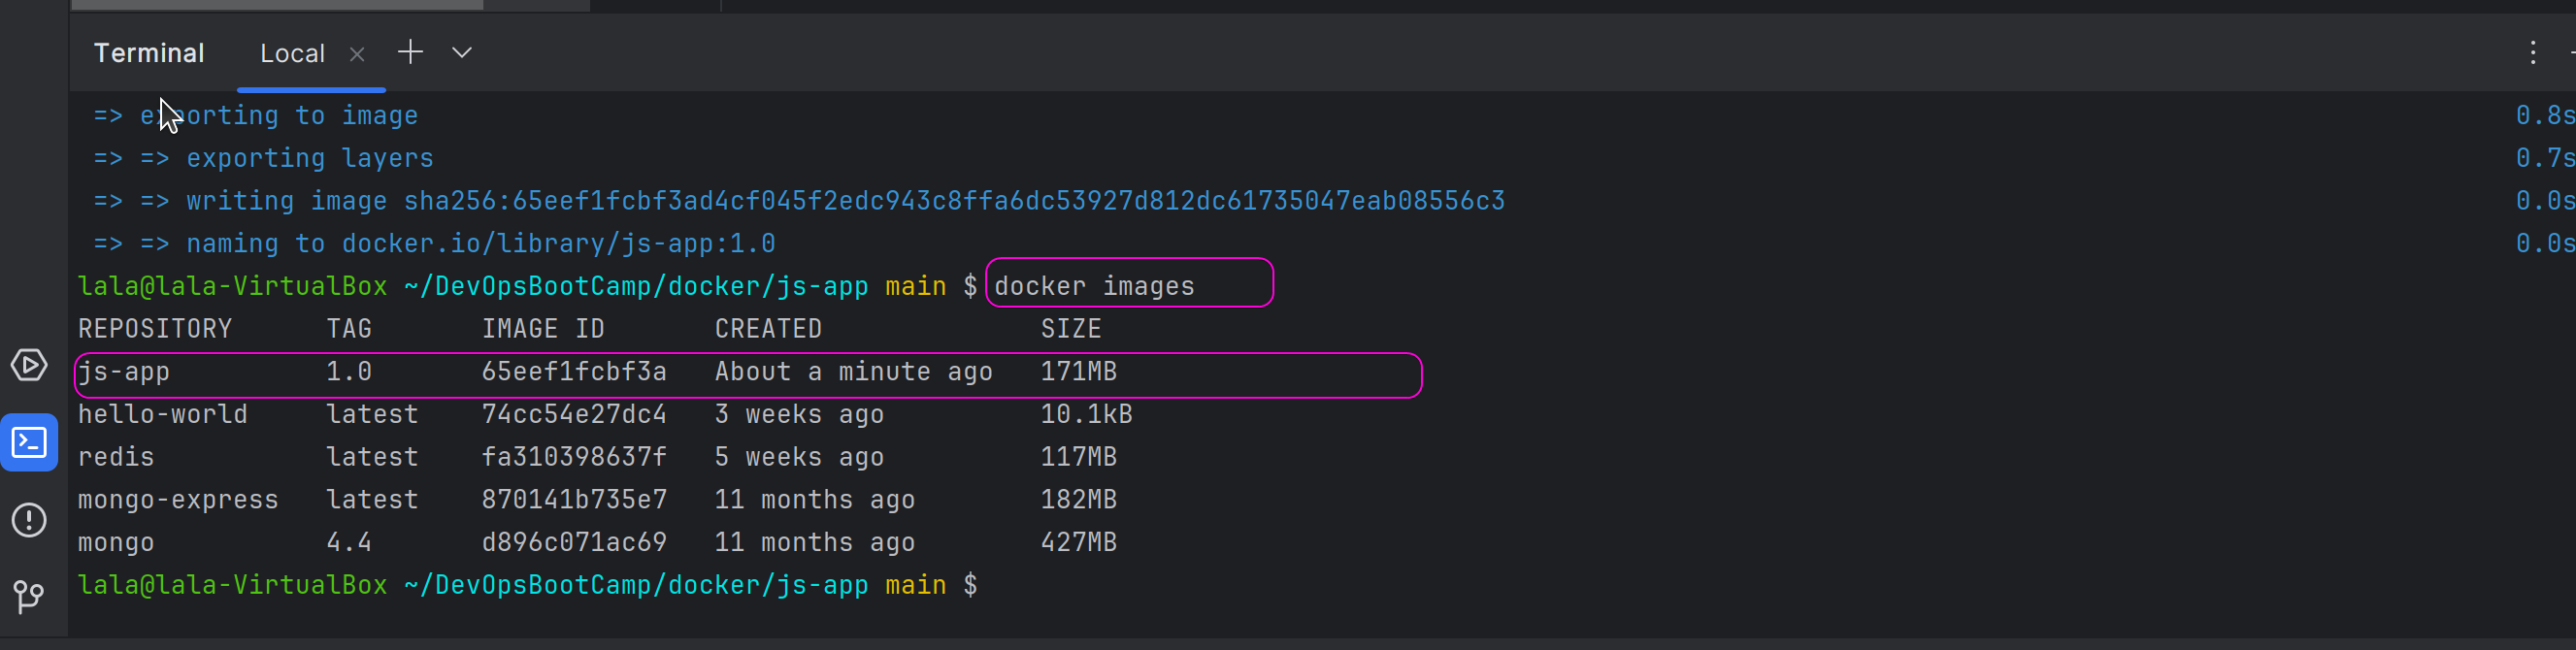 Terminal Local
=> exporting to image 0.8s
=> => exporting layers 0.7s
=> => writing image sha256:65eef1fcbf3ad4cf045f2edc943c8ffa6dc53927d812dc61735047eab08556c3 0.0s
=> => naming to docker.io/library/js-app:1.0 0.0s
lala@lala-VirtualBox ~/DevOpsBootCamp/docker/js-app main $ docker images
REPOSITORY TAG IMAGE ID CREATED SIZE
js-app 1.0 65eef1fcbf3a About a minute ago 171MB
hello-world latest 74cc54e27dc4 3 weeks ago 10.1kB
redis latest fa310398637f 5 weeks ago 117MB
mongo-express latest 870141b735e7 11 months ago 182MB
mongo 4.4 d896c071ac69 11 months ago 427MB
lala@lala-VirtualBox ~/DevOpsBootCamp/docker/js-app main $